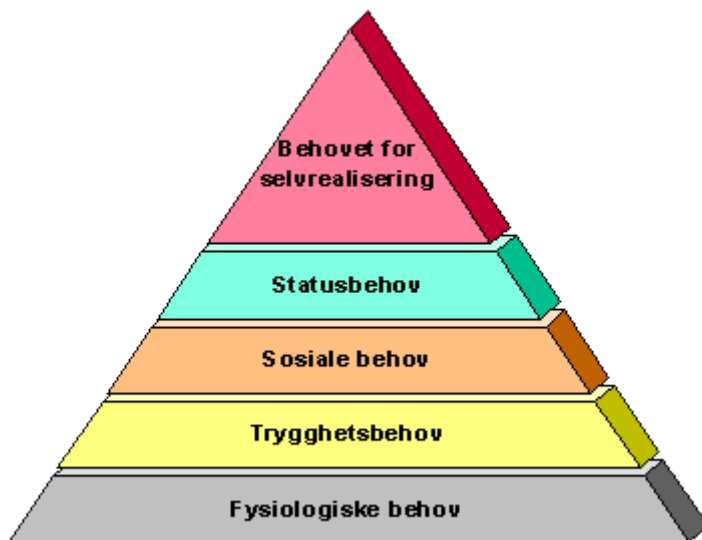 Behovet for
selvrealisering
Statusbehov
Sosiale behov
Trygghetsbehov
Fysiologiske behov